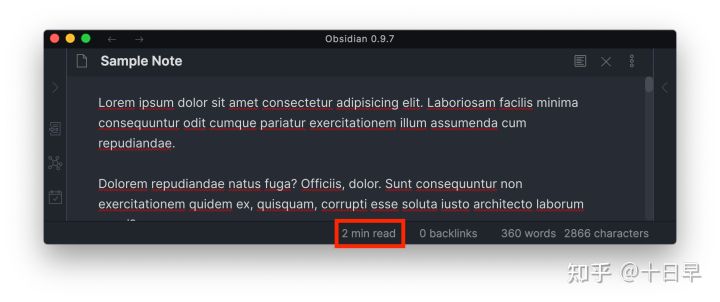 Obsidian 0.9.7
Sample Note
Lorem ipsum dolor sit amet consectetur adipisicing elit. Laboriosam facilis minima
consequuntur odit cumque pariatur exercitationem illum assumenda cum
repudiandae.
Dolorem repudiandae natus fuga? Officiis, dolor. Sunt consequuntur non
exercitationem quidem ex, quisquam, corrupti esse soluta iusto architecto laborum
2 min read 0 backlinks 360 words 2866 characters
知乎 @十日早